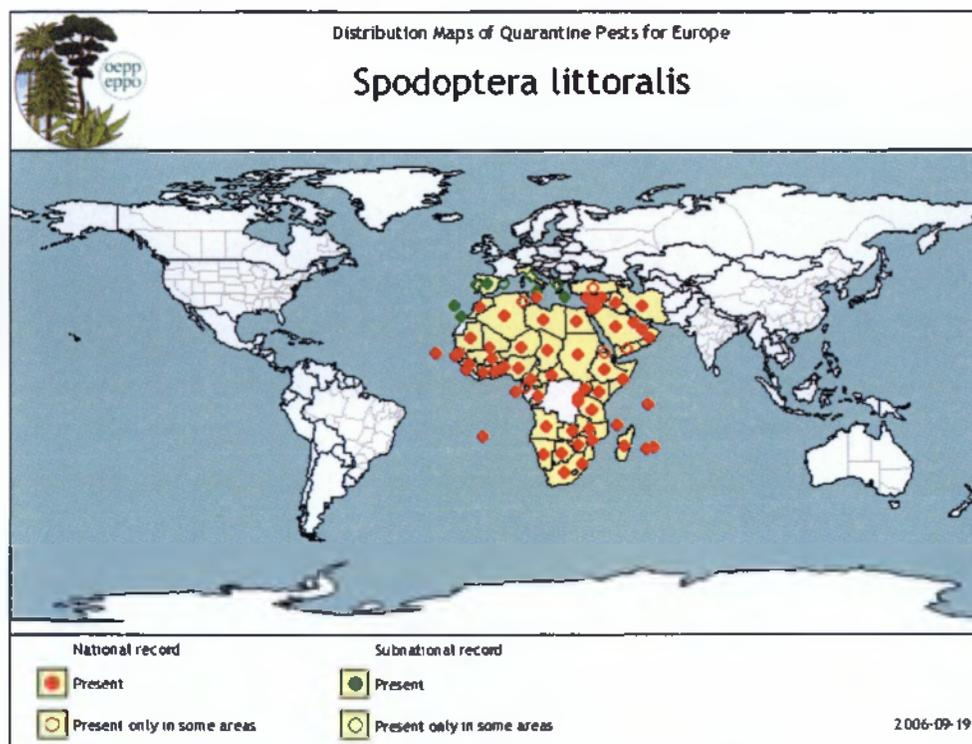 Distribution Maps of Quarantine Pests for Europe
oepp
eppo
Spodoptera littoralis
National record
Subnational record
Present
Present
Present only in some areas
Present only in some areas
2006-09-19